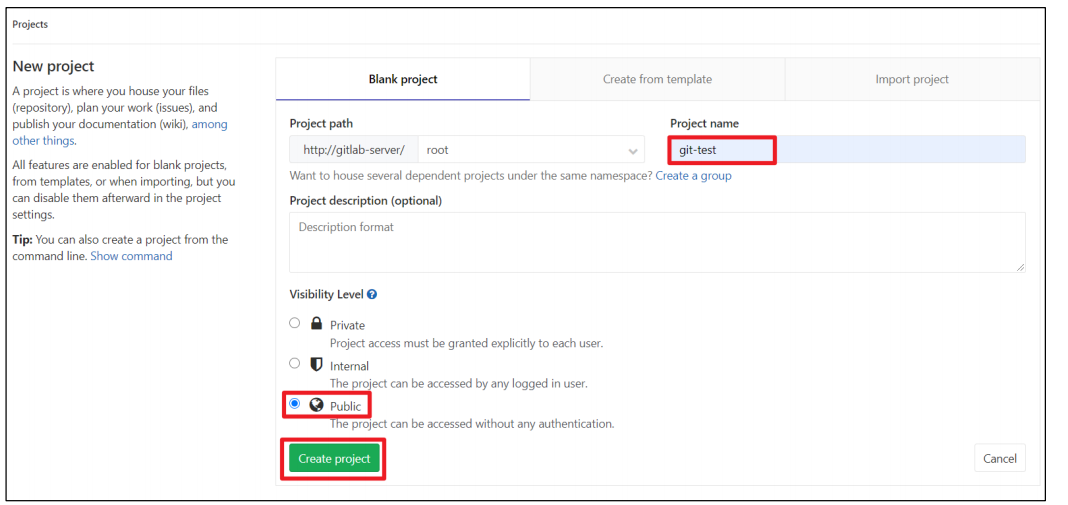 Projects
New project
A project is where you house your files
(repository), plan your work (issues), and
publish your documentation (wiki), among
other things.
All features are enabled for blank projects,
from templates, or when importing, but you
can disable them afterward in the project
settings.
Tip: You can also create a project from the
command line. Show command
Blank project
Create from template
Import project
Project path
Project name
http://gitlab-server/
root
git-test
Want to house several dependent projects under the same namespace? Create a group
Project description (optional)
Description format
Visibility Level
Private
Project access must be granted explicitly to each user.
Internal
The project can be accessed by any logged in user.
Public
The project can be accessed without any authentication.
Create project
Cancel